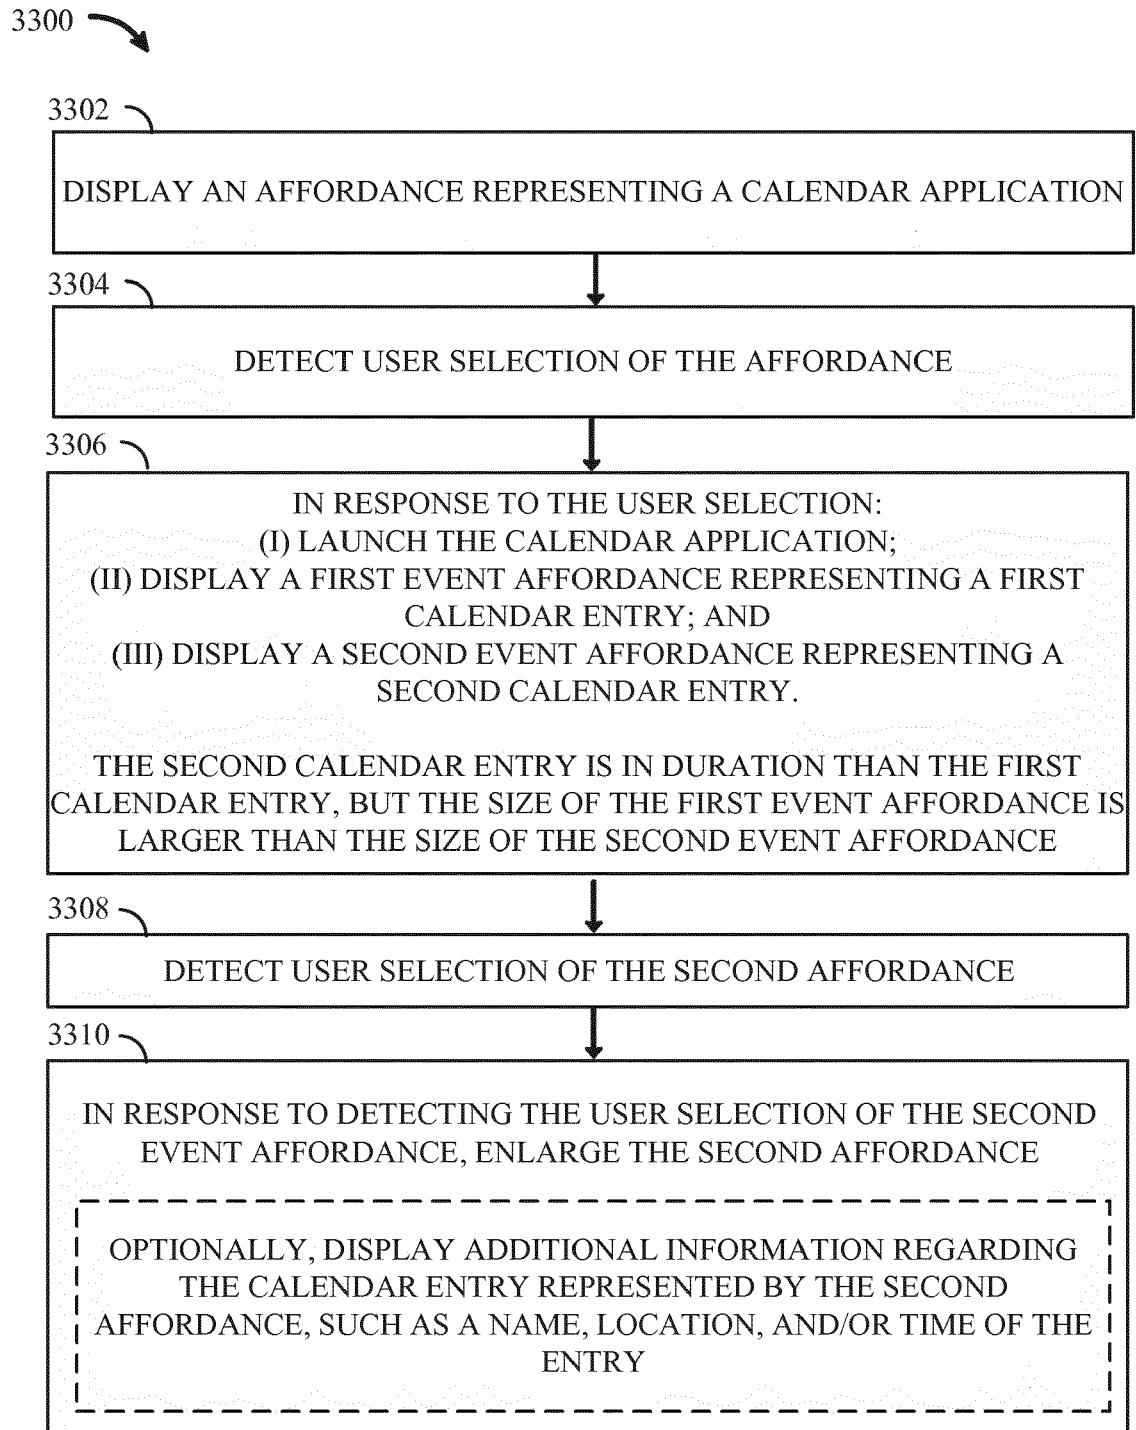 3300
3302
DISPLAY AN AFFORDANCE REPRESENTING A CALENDAR APPLICATION
3304
DETECT USER SELECTION OF THE AFFORDANCE
3306
IN RESPONSE TO THE USER SELECTION:
(I) LAUNCH THE CALENDAR APPLICATION;
(II) DISPLAY A FIRST EVENT AFFORDANCE REPRESENTING A FIRST
CALENDAR ENTRY; AND
(III) DISPLAY A SECOND EVENT AFFORDANCE REPRESENTING A
SECOND CALENDAR ENTRY.
THE SECOND CALENDAR ENTRY IS IN DURATION THAN THE FIRST
CALENDAR ENTRY, BUT THE SIZE OF THE FIRST EVENT AFFORDANCE IS
LARGER THAN THE SIZE OF THE SECOND EVENT AFFORDANCE
3308
DETECT USER SELECTION OF THE SECOND AFFORDANCE
3310
IN RESPONSE TO DETECTING THE USER SELECTION OF THE SECOND
EVENT AFFORDANCE, ENLARGE THE SECOND AFFORDANCE
OPTIONALLY, DISPLAY ADDITIONAL INFORMATION REGARDING
THE CALENDAR ENTRY REPRESENTED BY THE SECOND
AFFORDANCE, SUCH AS A NAME, LOCATION, AND/OR TIME OF THE
ENTRY